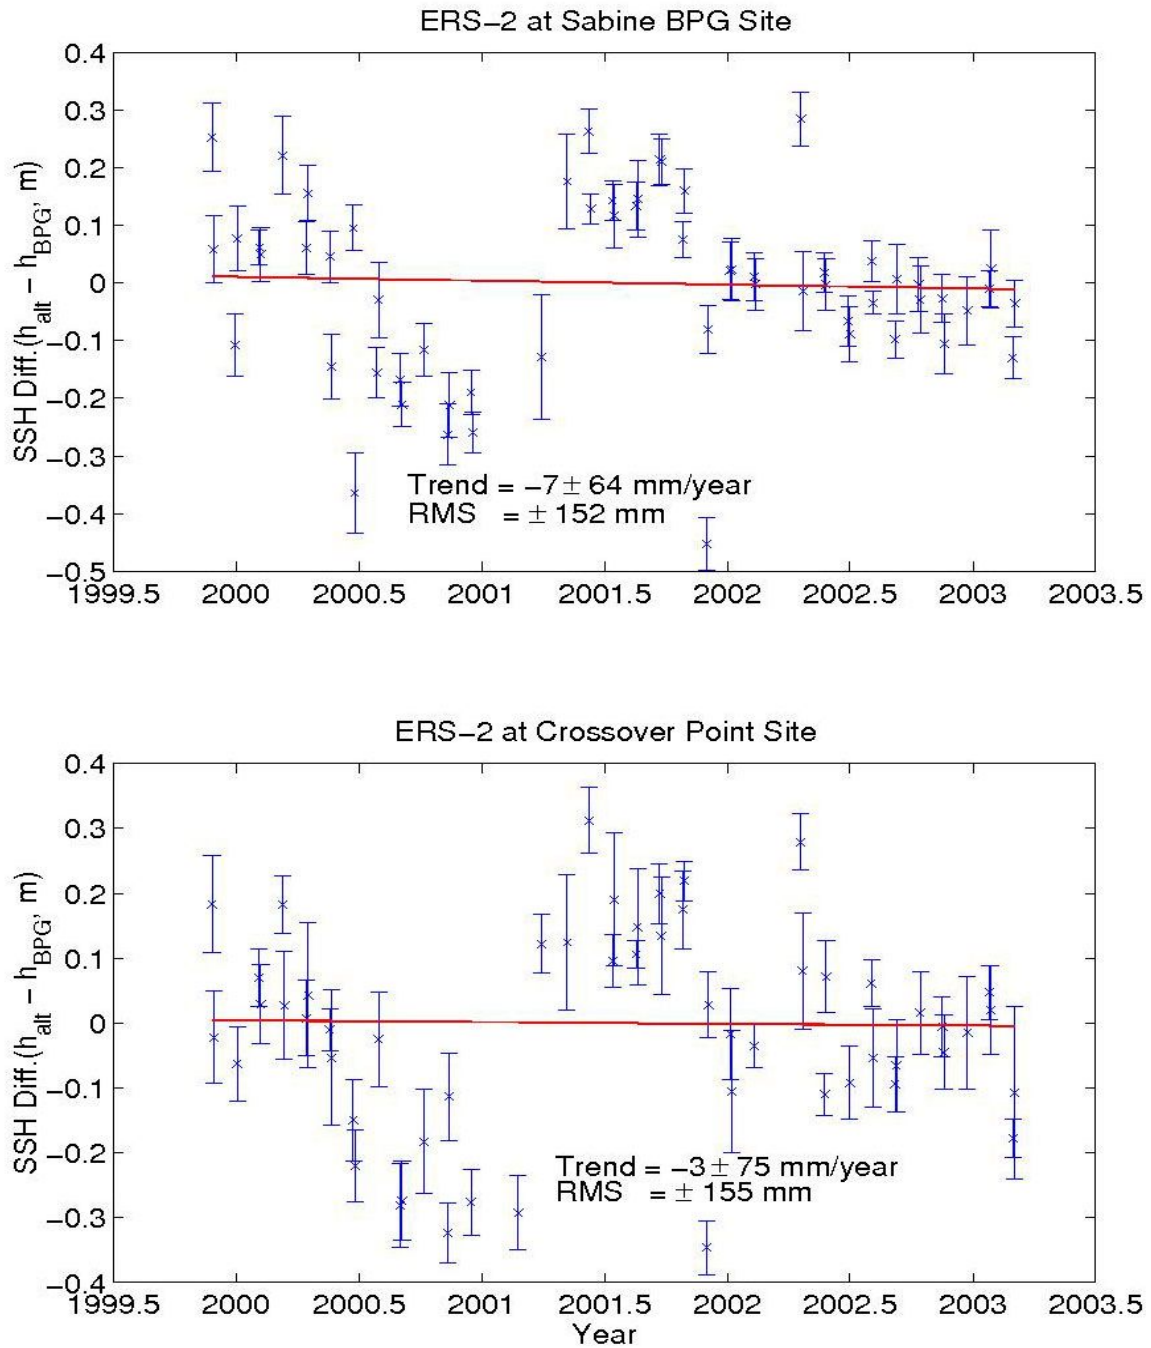 ERS−2 at Sabine BPG Site
SSH Diff.(h_alt − h_BPG, m)
0.4
0.3
0.2
0.1
0
−0.1
−0.2
−0.3
−0.4
−0.5
Trend = −7± 64 mm/year
RMS = ± 152 mm
1999.5 2000 2000.5 2001 2001.5 2002 2002.5 2003 2003.5
ERS−2 at Crossover Point Site
SSH Diff.(h_alt − h_BPG, m)
0.4
0.3
0.2
0.1
0
−0.1
−0.2
−0.3
−0.4
Trend = −3± 75 mm/year
RMS = ± 155 mm
1999.5 2000 2000.5 2001 2001.5 2002 2002.5 2003 2003.5
Year